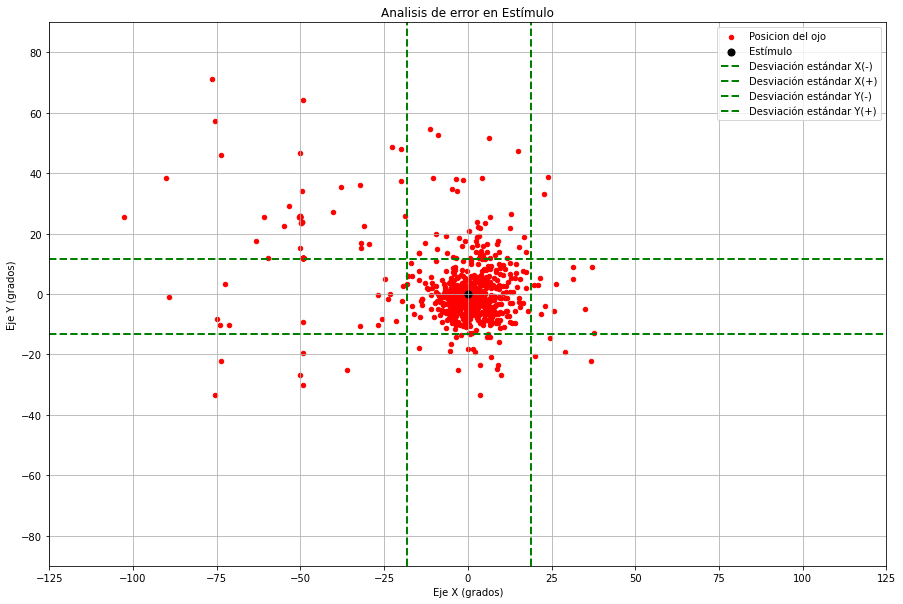 Analisis de error en Estímulo
Posicion del ojo
Estímulo
Desviación estándar X(-)
Desviación estándar X(+)
Desviación estándar Y(-)
Desviación estándar Y(+)
Eje Y (grados)
80
60
40
20
0
−20
−40
−60
−80
−125
−100
−75
−50
−25
0
25
50
75
100
125
Eje X (grados)